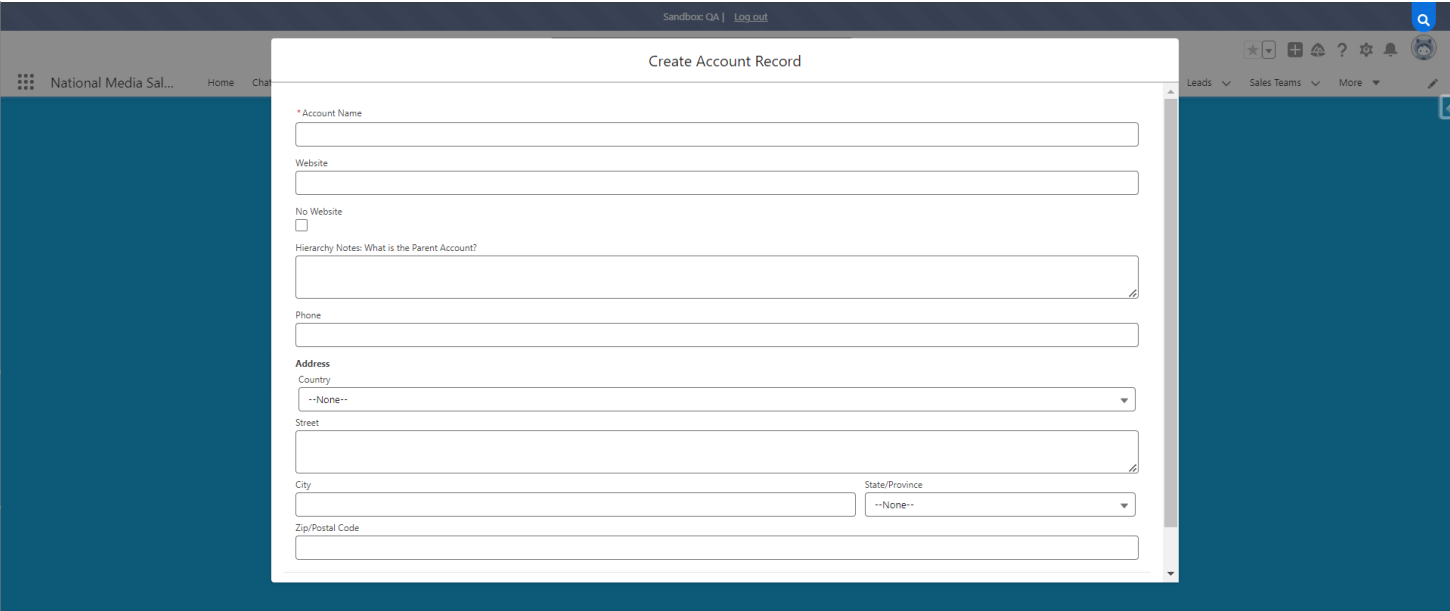 Sandbox: QA | Log out
Create Account Record
National Media Sal... Home Chat Leads Sales Teams More
*Account Name
Website
No Website
Hierarchy Notes: What is the Parent Account?
Phone
Address
Country
--None--
Street
City State/Province
--None--
Zip/Postal Code